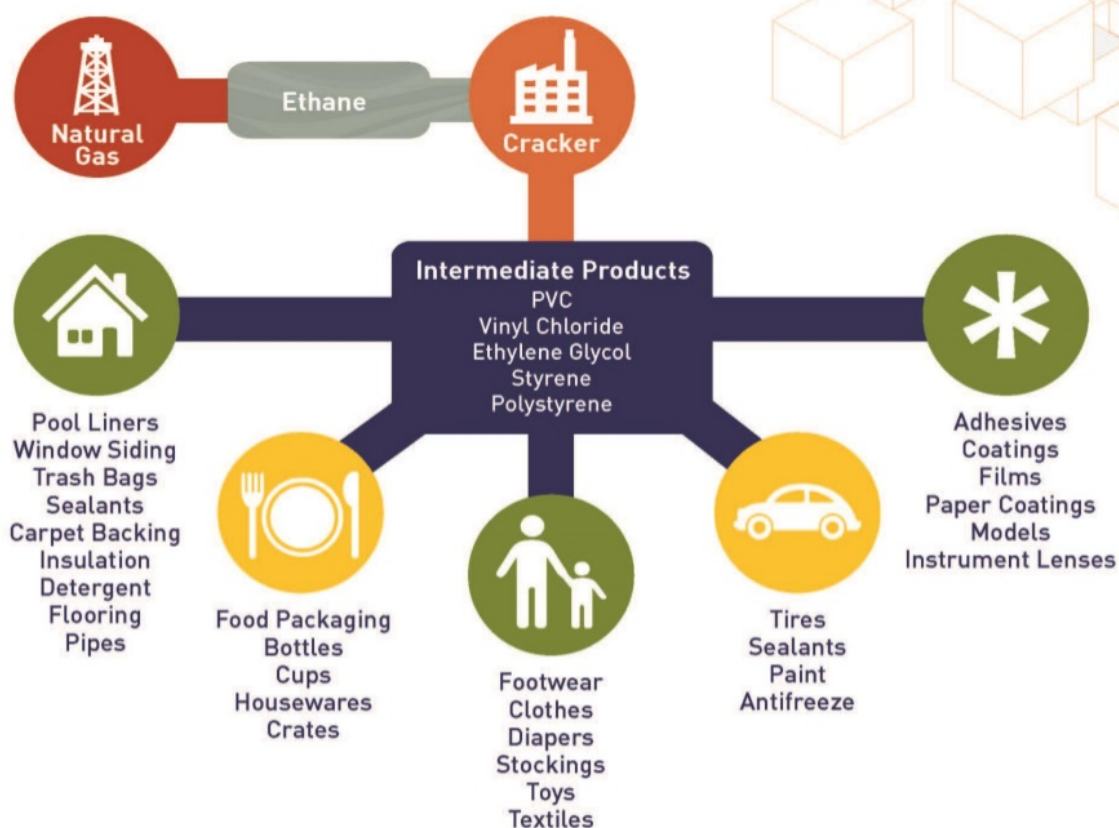 Natural
Gas
Ethane
Cracker
Intermediate Products
PVC
Vinyl Chloride
Ethylene Glycol
Styrene
Polystyrene
Pool Liners
Window Siding
Trash Bags
Sealants
Carpet Backing
Insulation
Detergent
Flooring
Pipes
Food Packaging
Bottles
Cups
Housewares
Crates
Footwear
Clothes
Diapers
Stockings
Toys
Textiles
Tires
Sealants
Paint
Antifreeze
Adhesives
Coatings
Films
Paper Coatings
Models
Instrument Lenses